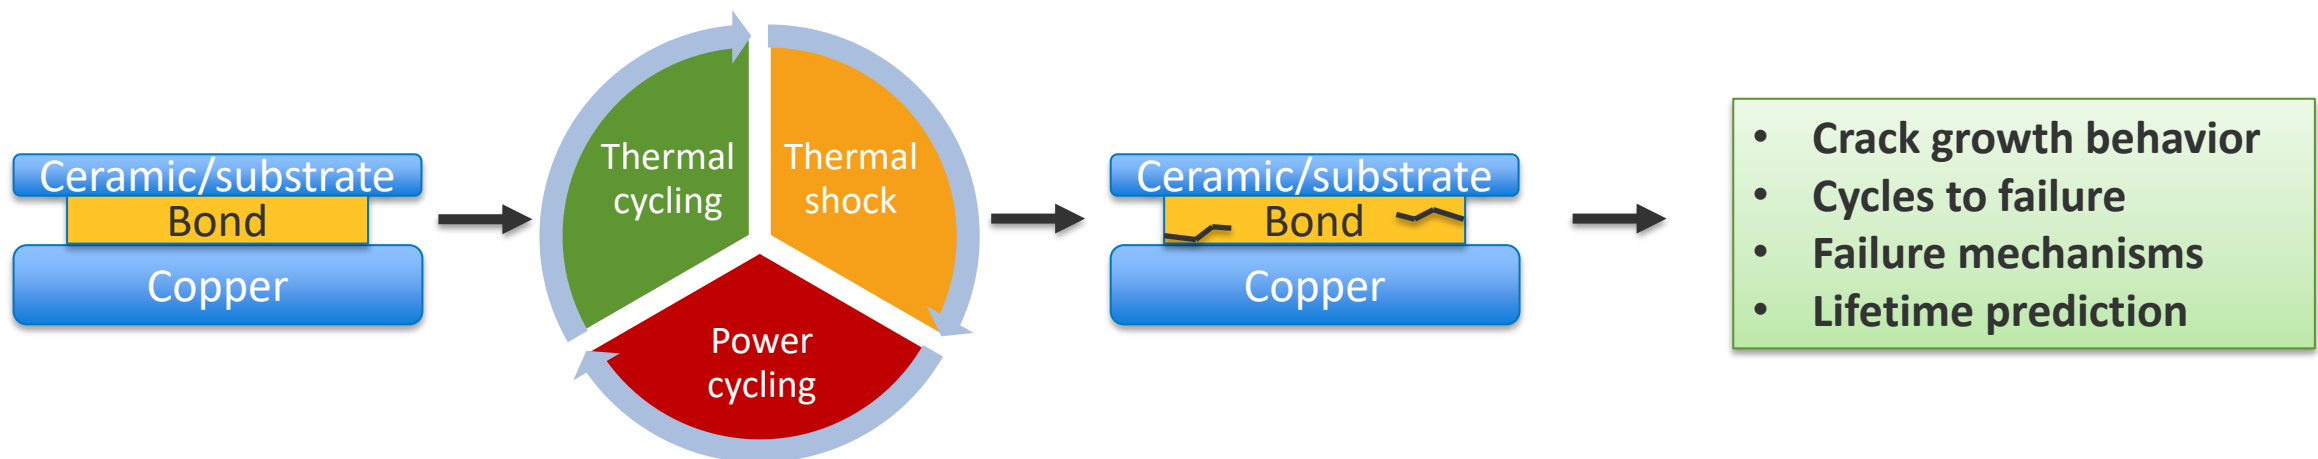 Ceramic/substrate
Bond
Copper
Thermal
cycling
Thermal
shock
Power
cycling
Ceramic/substrate
Bond
Copper
• Crack growth behavior
• Cycles to failure
• Failure mechanisms
• Lifetime prediction